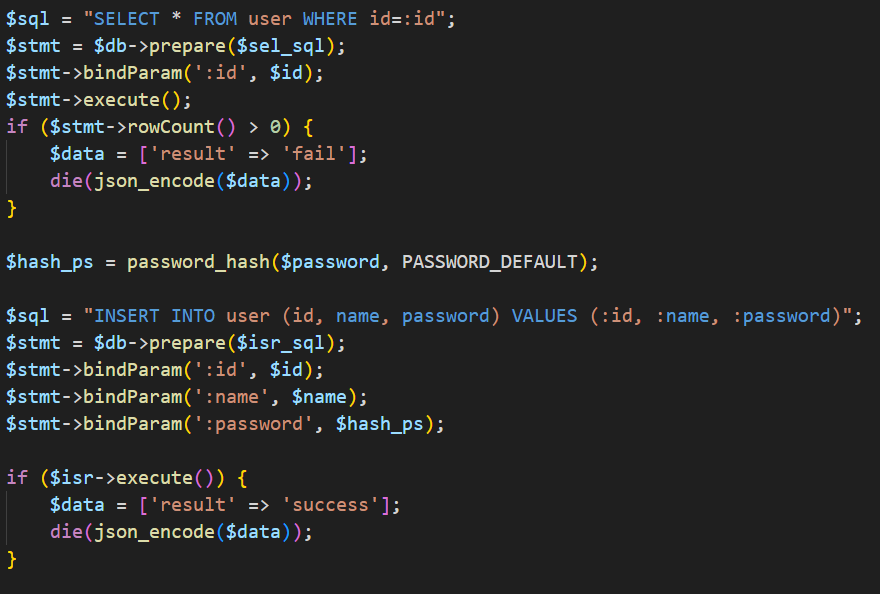 $sql = "SELECT * FROM user WHERE id=:id";
$stmt = $db->prepare($sel_sql);
$stmt->bindParam(':id', $id);
$stmt->execute();
if ($stmt->rowCount() > 0) {
    $data = ['result' => 'fail'];
    die(json_encode($data));
}

$hash_ps = password_hash($password, PASSWORD_DEFAULT);

$sql = "INSERT INTO user (id, name, password) VALUES (:id, :name, :password)";
$stmt = $db->prepare($isr_sql);
$stmt->bindParam(':id', $id);
$stmt->bindParam(':name', $name);
$stmt->bindParam(':password', $hash_ps);

if ($isr->execute()) {
    $data = ['result' => 'success'];
    die(json_encode($data));
}